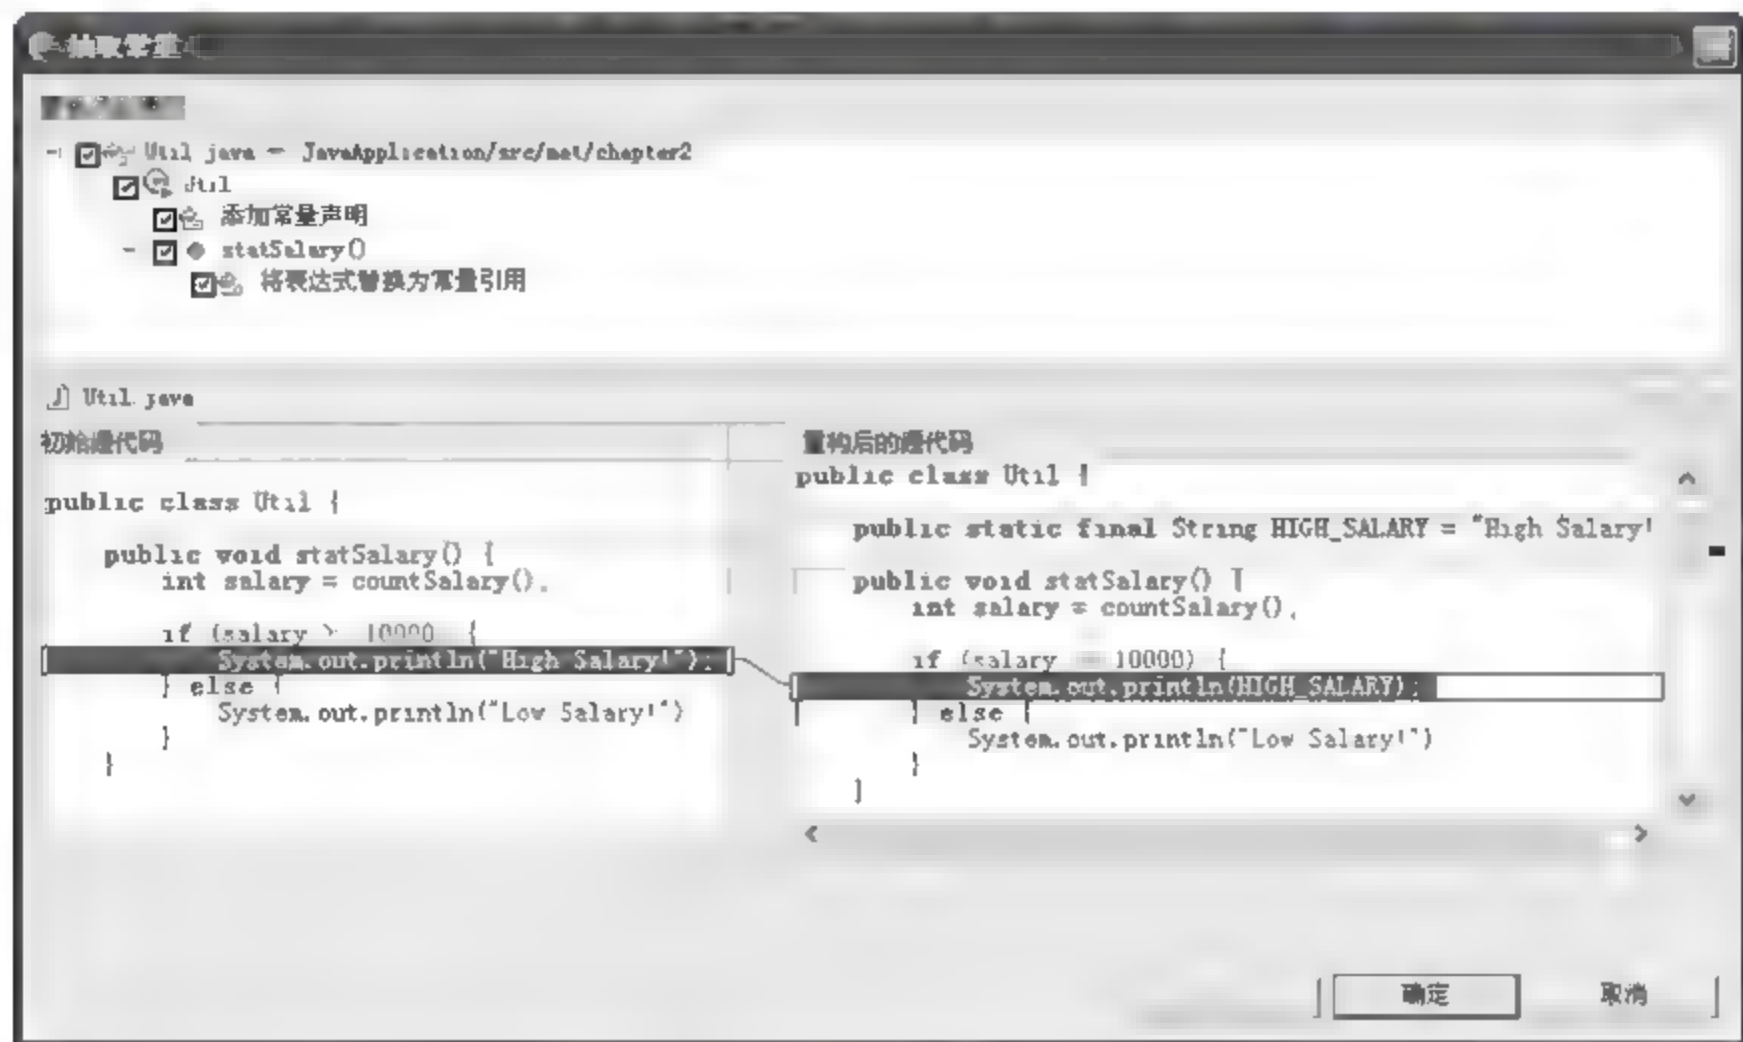 抽取常量
Util.java - JavaApplication/src/net/chapter2
Util
添加常量声明
statSalary()
将表达式替换为常量引用
Util.java
初始源代码
public class Util {
public void statSalary() {
int salary = countSalary();
if (salary > 10000 {
System.out.println("High Salary!");
} else {
System.out.println("Low Salary!")
}
}
重构后的源代码
public class Util {
public static final String HIGH_SALARY = "High Salary!
public void statSalary() {
int salary = countSalary();
if (salary 10000) {
System.out.println(HIGH_SALARY);
} else {
System.out.println("Low Salary!")
}
}
确定
取消